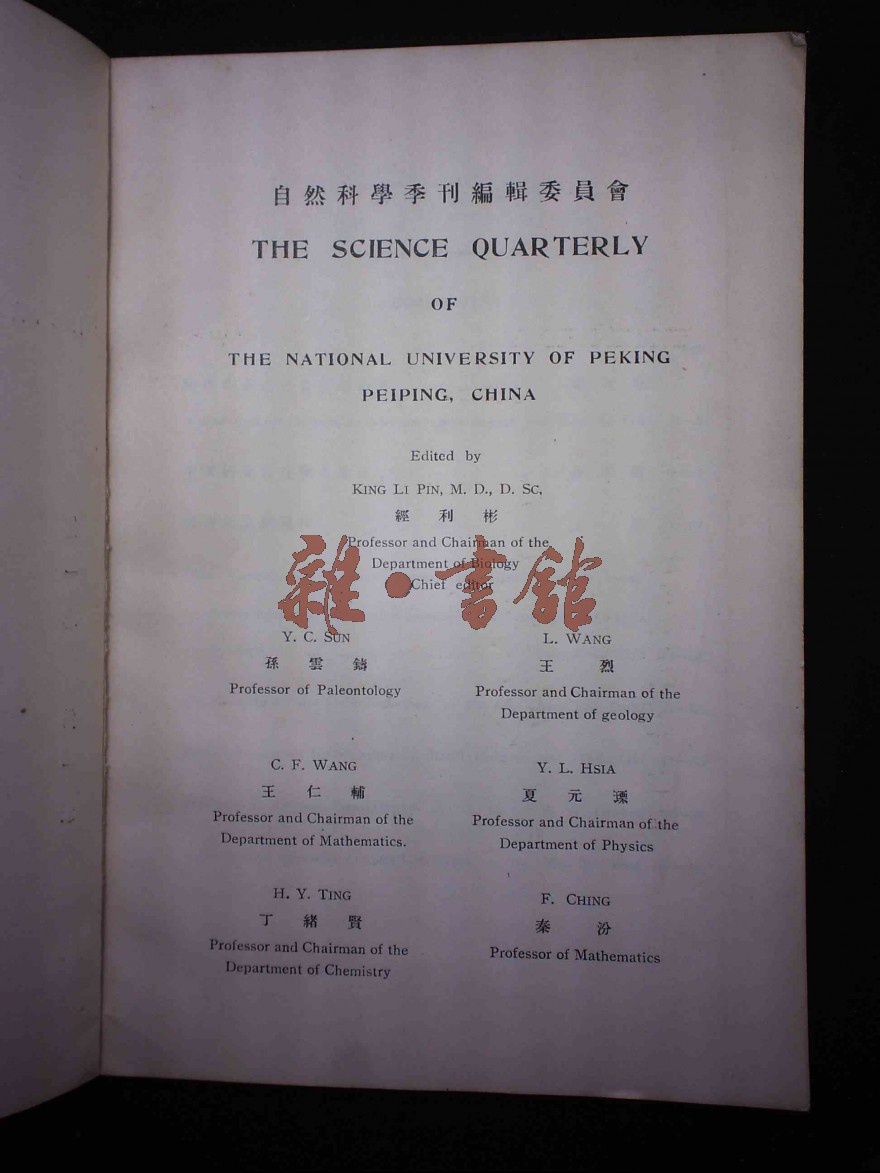 自然科學季刊編輯委員會
THE SCIENCE QUARTERLY
OF
THE NATIONAL UNIVERSITY OF PEKING
PEIPING, CHINA
Edited by
KING LI PIN, M. D., D. SC,
經 利 彬
Professor and Chairman of the
Department of Biology
Chief editor
雜·書館
Y. C. SUN
孫 雲 鑄
Professor of Paleontology
L. WANG
王 烈
Professor and Chairman of the
Department of geology
C. F. WANG
王 仁 輔
Professor and Chairman of the
Department of Mathematics.
Y. L. HSIA
夏 元 瑮
Professor and Chairman of the
Department of Physics
H. Y. TING
丁 緒 賢
Professor and Chairman of the
Department of Chemistry
F. CHING
秦 汾
Professor of Mathematics